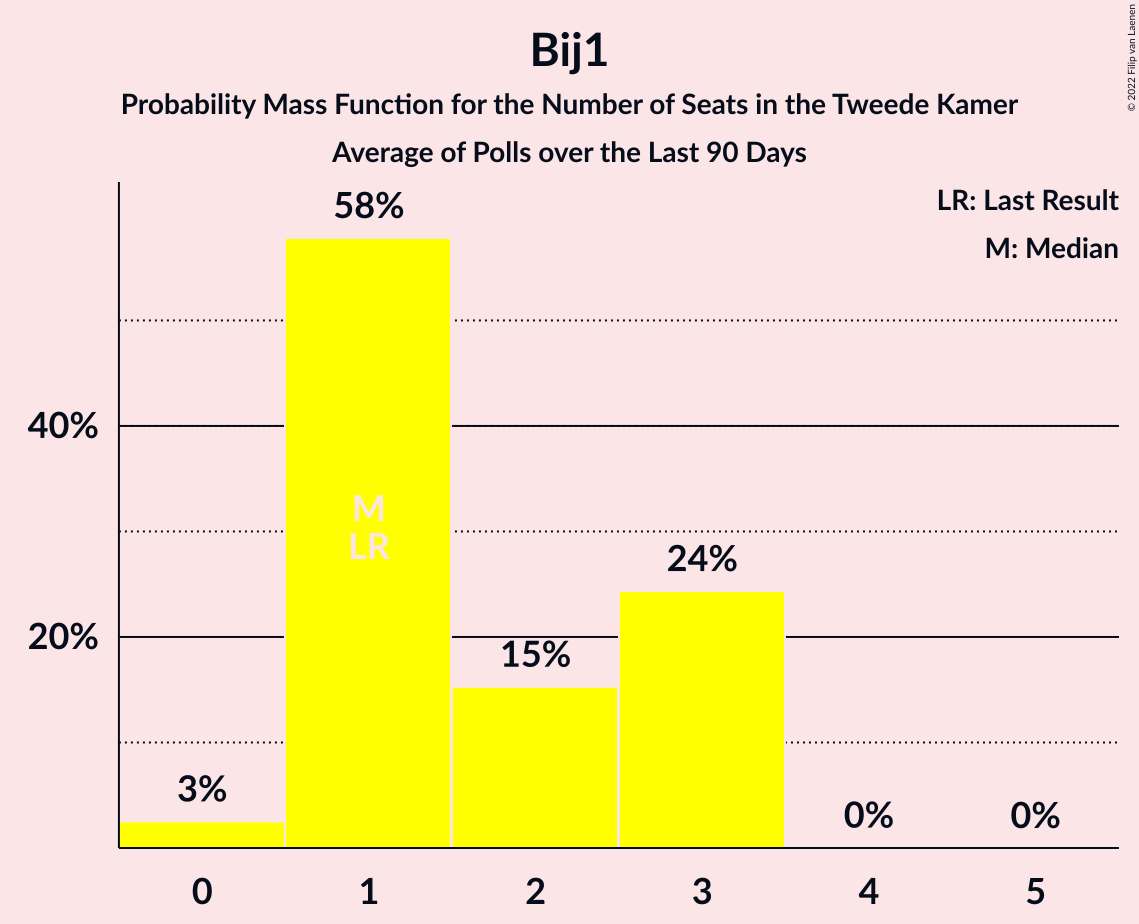 Bij1
Probability Mass Function for the Number of Seats in the Tweede Kamer
Average of Polls over the Last 90 Days
© 2022 Filip van Laenen
LR: Last Result
M: Median
58%
40%
M
LR
24%
20%
15%
3%
0%
0%
0 1 2 3 4 5